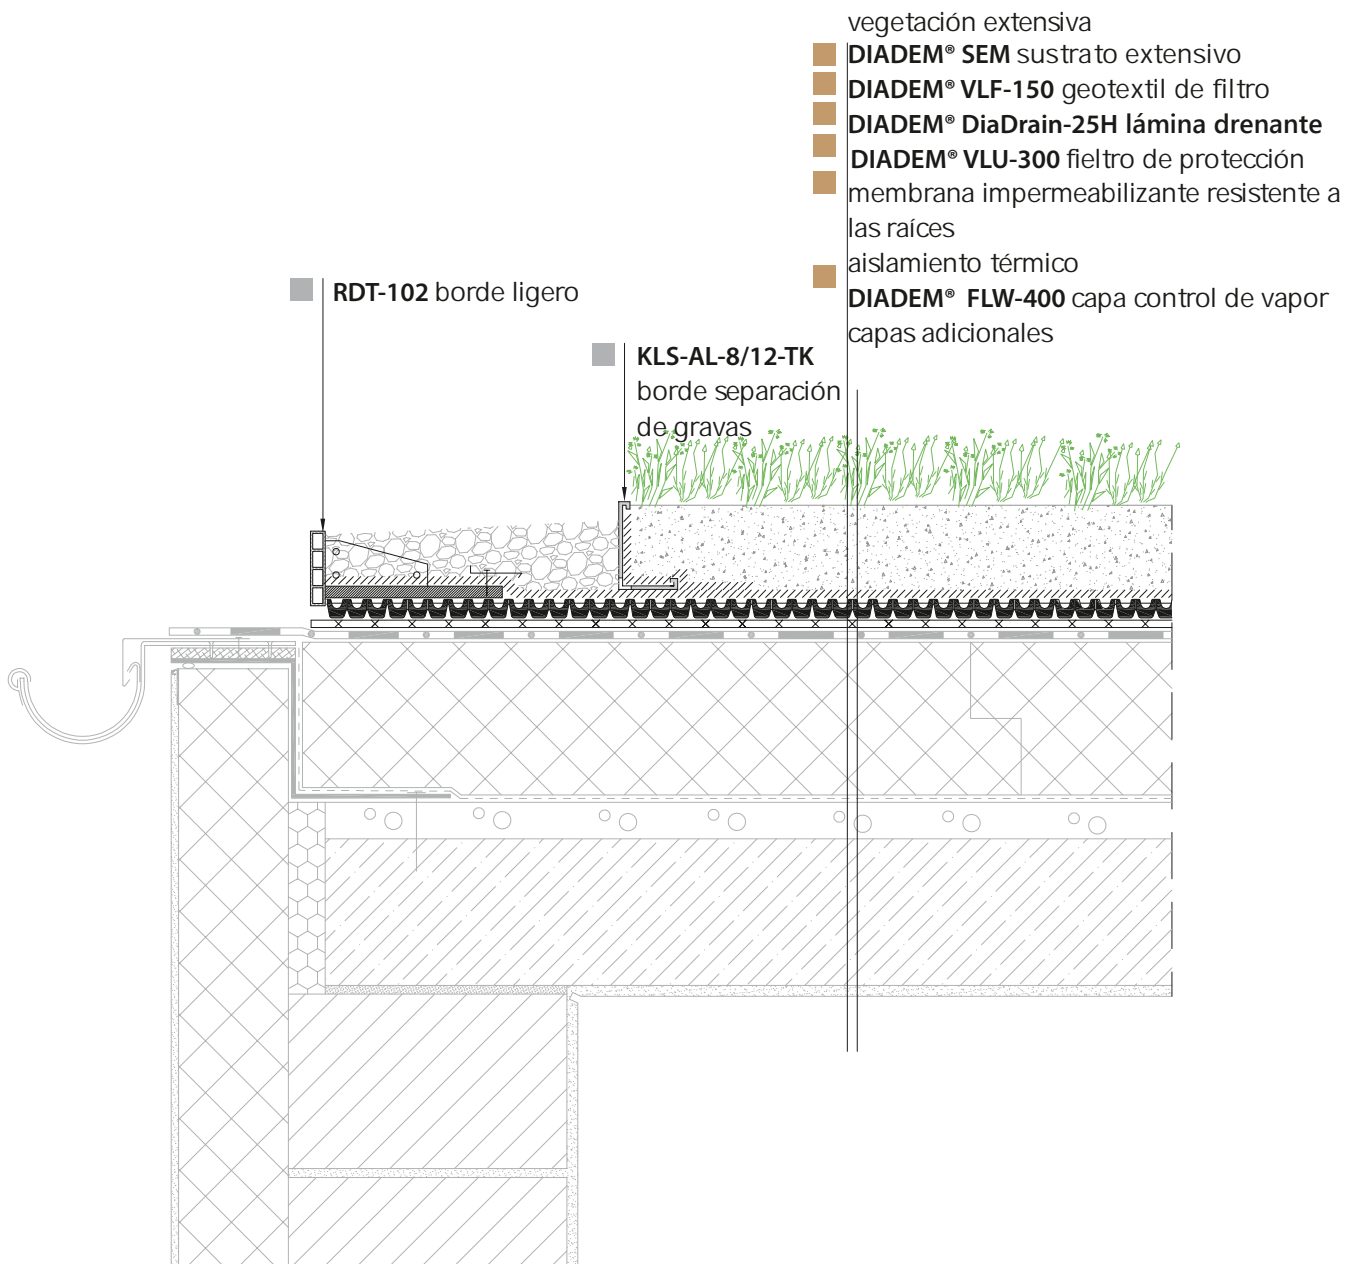 vegetación extensiva
DIADEM® SEM sustrato extensivo
DIADEM® VLF-150 geotextil de filtro
DIADEM® DiaDrain-25H lámina drenante
DIADEM® VLU-300 fieltro de protección
membrana impermeabilizante resistente a
las raíces
aislamiento térmico
DIADEM® FLW-400 capa control de vapor
capas adicionales
RDT-102 borde ligero
KLS-AL-8/12-TK
borde separación
de gravas